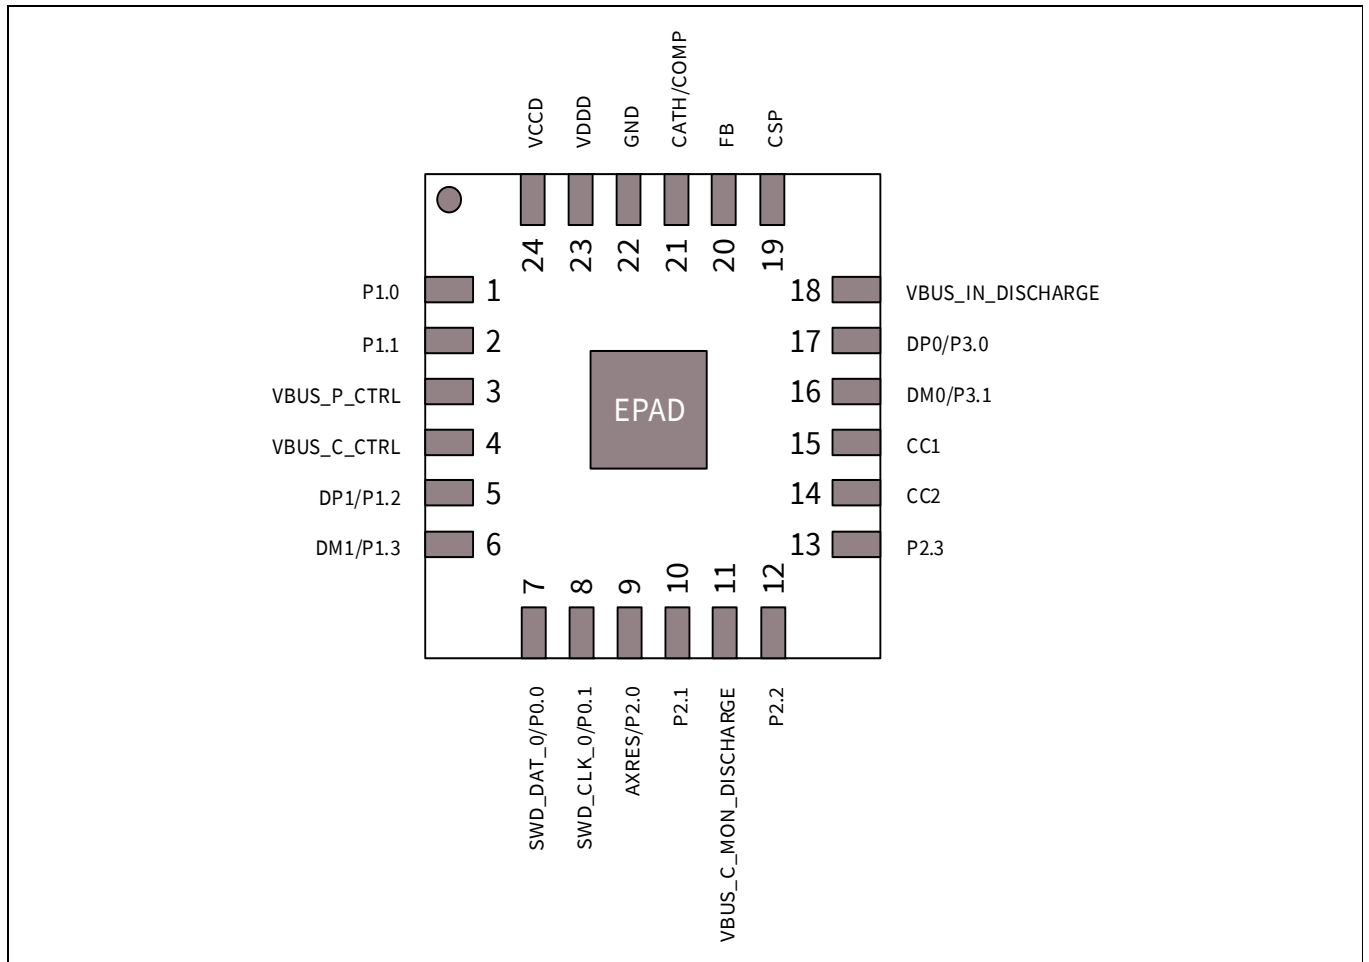 VCCD
VDDD
GND
CATH/COMP
FB
CSP
24
23
22
21
20
19
P1.0
1
18
VBUS_IN_DISCHARGE
P1.1
2
17
DP0/P3.0
VBUS_P_CTRL
3
16
DM0/P3.1
EPAD
VBUS_C_CTRL
4
15
CC1
DP1/P1.2
5
14
CC2
DM1/P1.3
6
13
P2.3
7
8
9
10
11
12
SWD_DAT_0/P0.0
SWD_CLK_0/P0.1
AXRES/P2.0
P2.1
VBUS_C_MON_DISCHARGE
P2.2